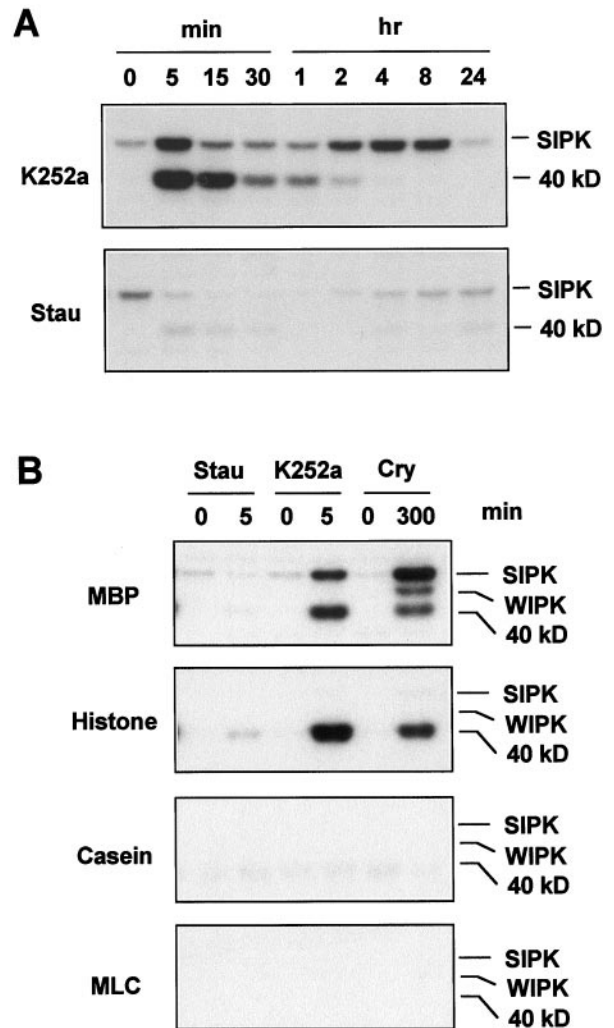 A
min hr
0 5 15 30 1 2 4 8 24
K252a
SIPK
40 kD
Stau
SIPK
40 kD
B
Stau K252a Cry
0 5 0 5 0 300 min
MBP
SIPK
WIPK
40 kD
Histone
SIPK
WIPK
40 kD
Casein
SIPK
WIPK
40 kD
MLC
SIPK
WIPK
40 kD